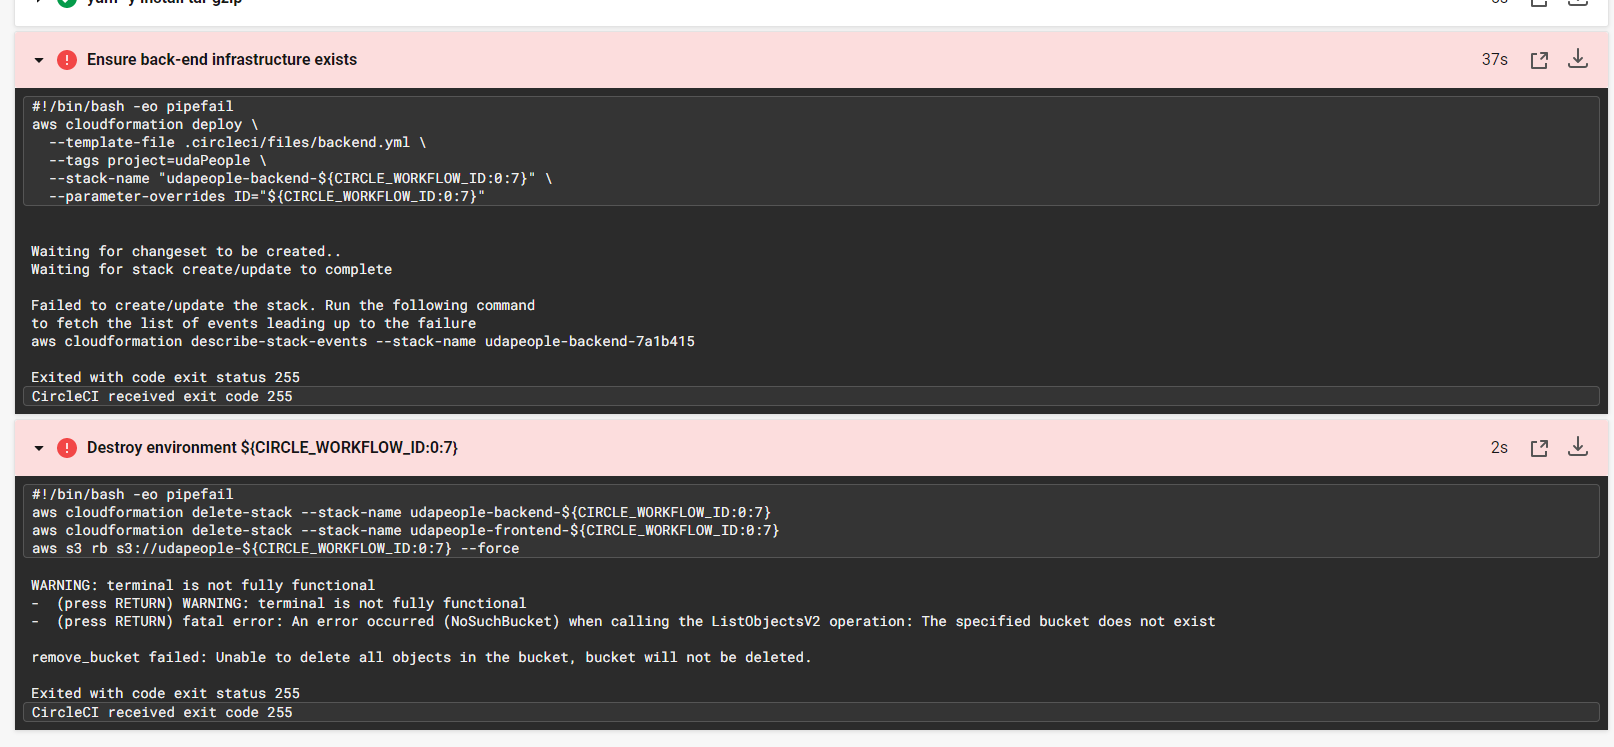 Ensure back-end infrastructure exists
37s
#!/bin/bash -eo pipefail
aws cloudformation deploy \
--template-file .circleci/files/backend.yml \
--tags project=udaPeople \
--stack-name "udapeople-backend-${CIRCLE_WORKFLOW_ID:0:7}" \
--parameter-overrides ID="${CIRCLE_WORKFLOW_ID:0:7}"
Waiting for changeset to be created..
Waiting for stack create/update to complete
Failed to create/update the stack. Run the following command
to fetch the list of events leading up to the failure
aws cloudformation describe-stack-events --stack-name udapeople-backend-7a1b415
Exited with code exit status 255
CircleCI received exit code 255
Destroy environment ${CIRCLE_WORKFLOW_ID:0:7}
2s
#!/bin/bash -eo pipefail
aws cloudformation delete-stack --stack-name udapeople-backend-${CIRCLE_WORKFLOW_ID:0:7}
aws cloudformation delete-stack --stack-name udapeople-frontend-${CIRCLE_WORKFLOW_ID:0:7}
aws s3 rb s3://udapeople-${CIRCLE_WORKFLOW_ID:0:7} --force
WARNING: terminal is not fully functional
-  (press RETURN) WARNING: terminal is not fully functional
-  (press RETURN) fatal error: An error occurred (NoSuchBucket) when calling the ListObjectsV2 operation: The specified bucket does not exist
remove_bucket failed: Unable to delete all objects in the bucket, bucket will not be deleted.
Exited with code exit status 255
CircleCI received exit code 255